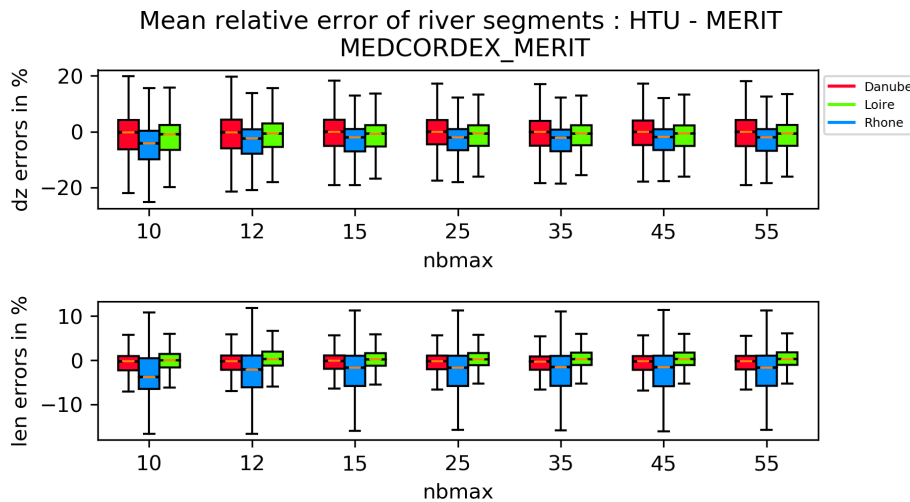 Mean relative error of river segments : HTU - MERIT
MEDCORDEX_MERIT
dz errors in %
20
0
−20
10 12 15 25 35 45 55
nbmax
Danube
Loire
Rhone
len errors in %
10
0
−10
10 12 15 25 35 45 55
nbmax